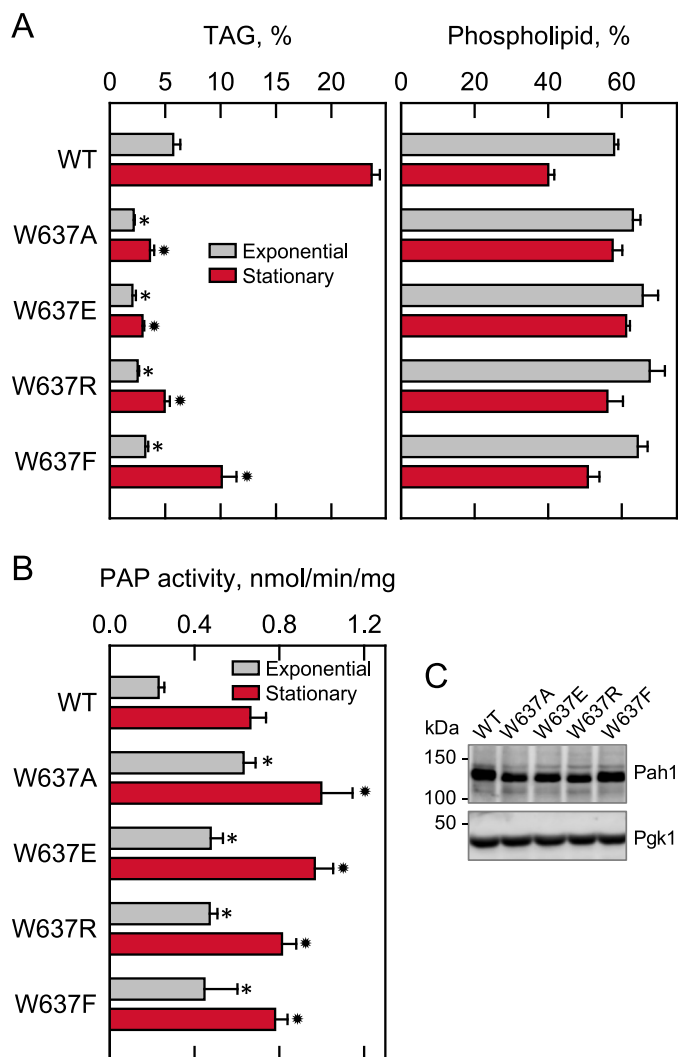 A
TAG, %
Phospholipid, %
0 5 10 15 20
0 20 40 60
WT
W637A *
Exponential
Stationary
W637E *
W637R *
W637F *
B
PAP activity, nmol/min/mg
0.0 0.4 0.8 1.2
Exponential
Stationary
WT
W637A *
W637E *
W637R *
W637F *
C
kDa WT W637A W637E W637R W637F
150
Pah1
100
50
Pgk1